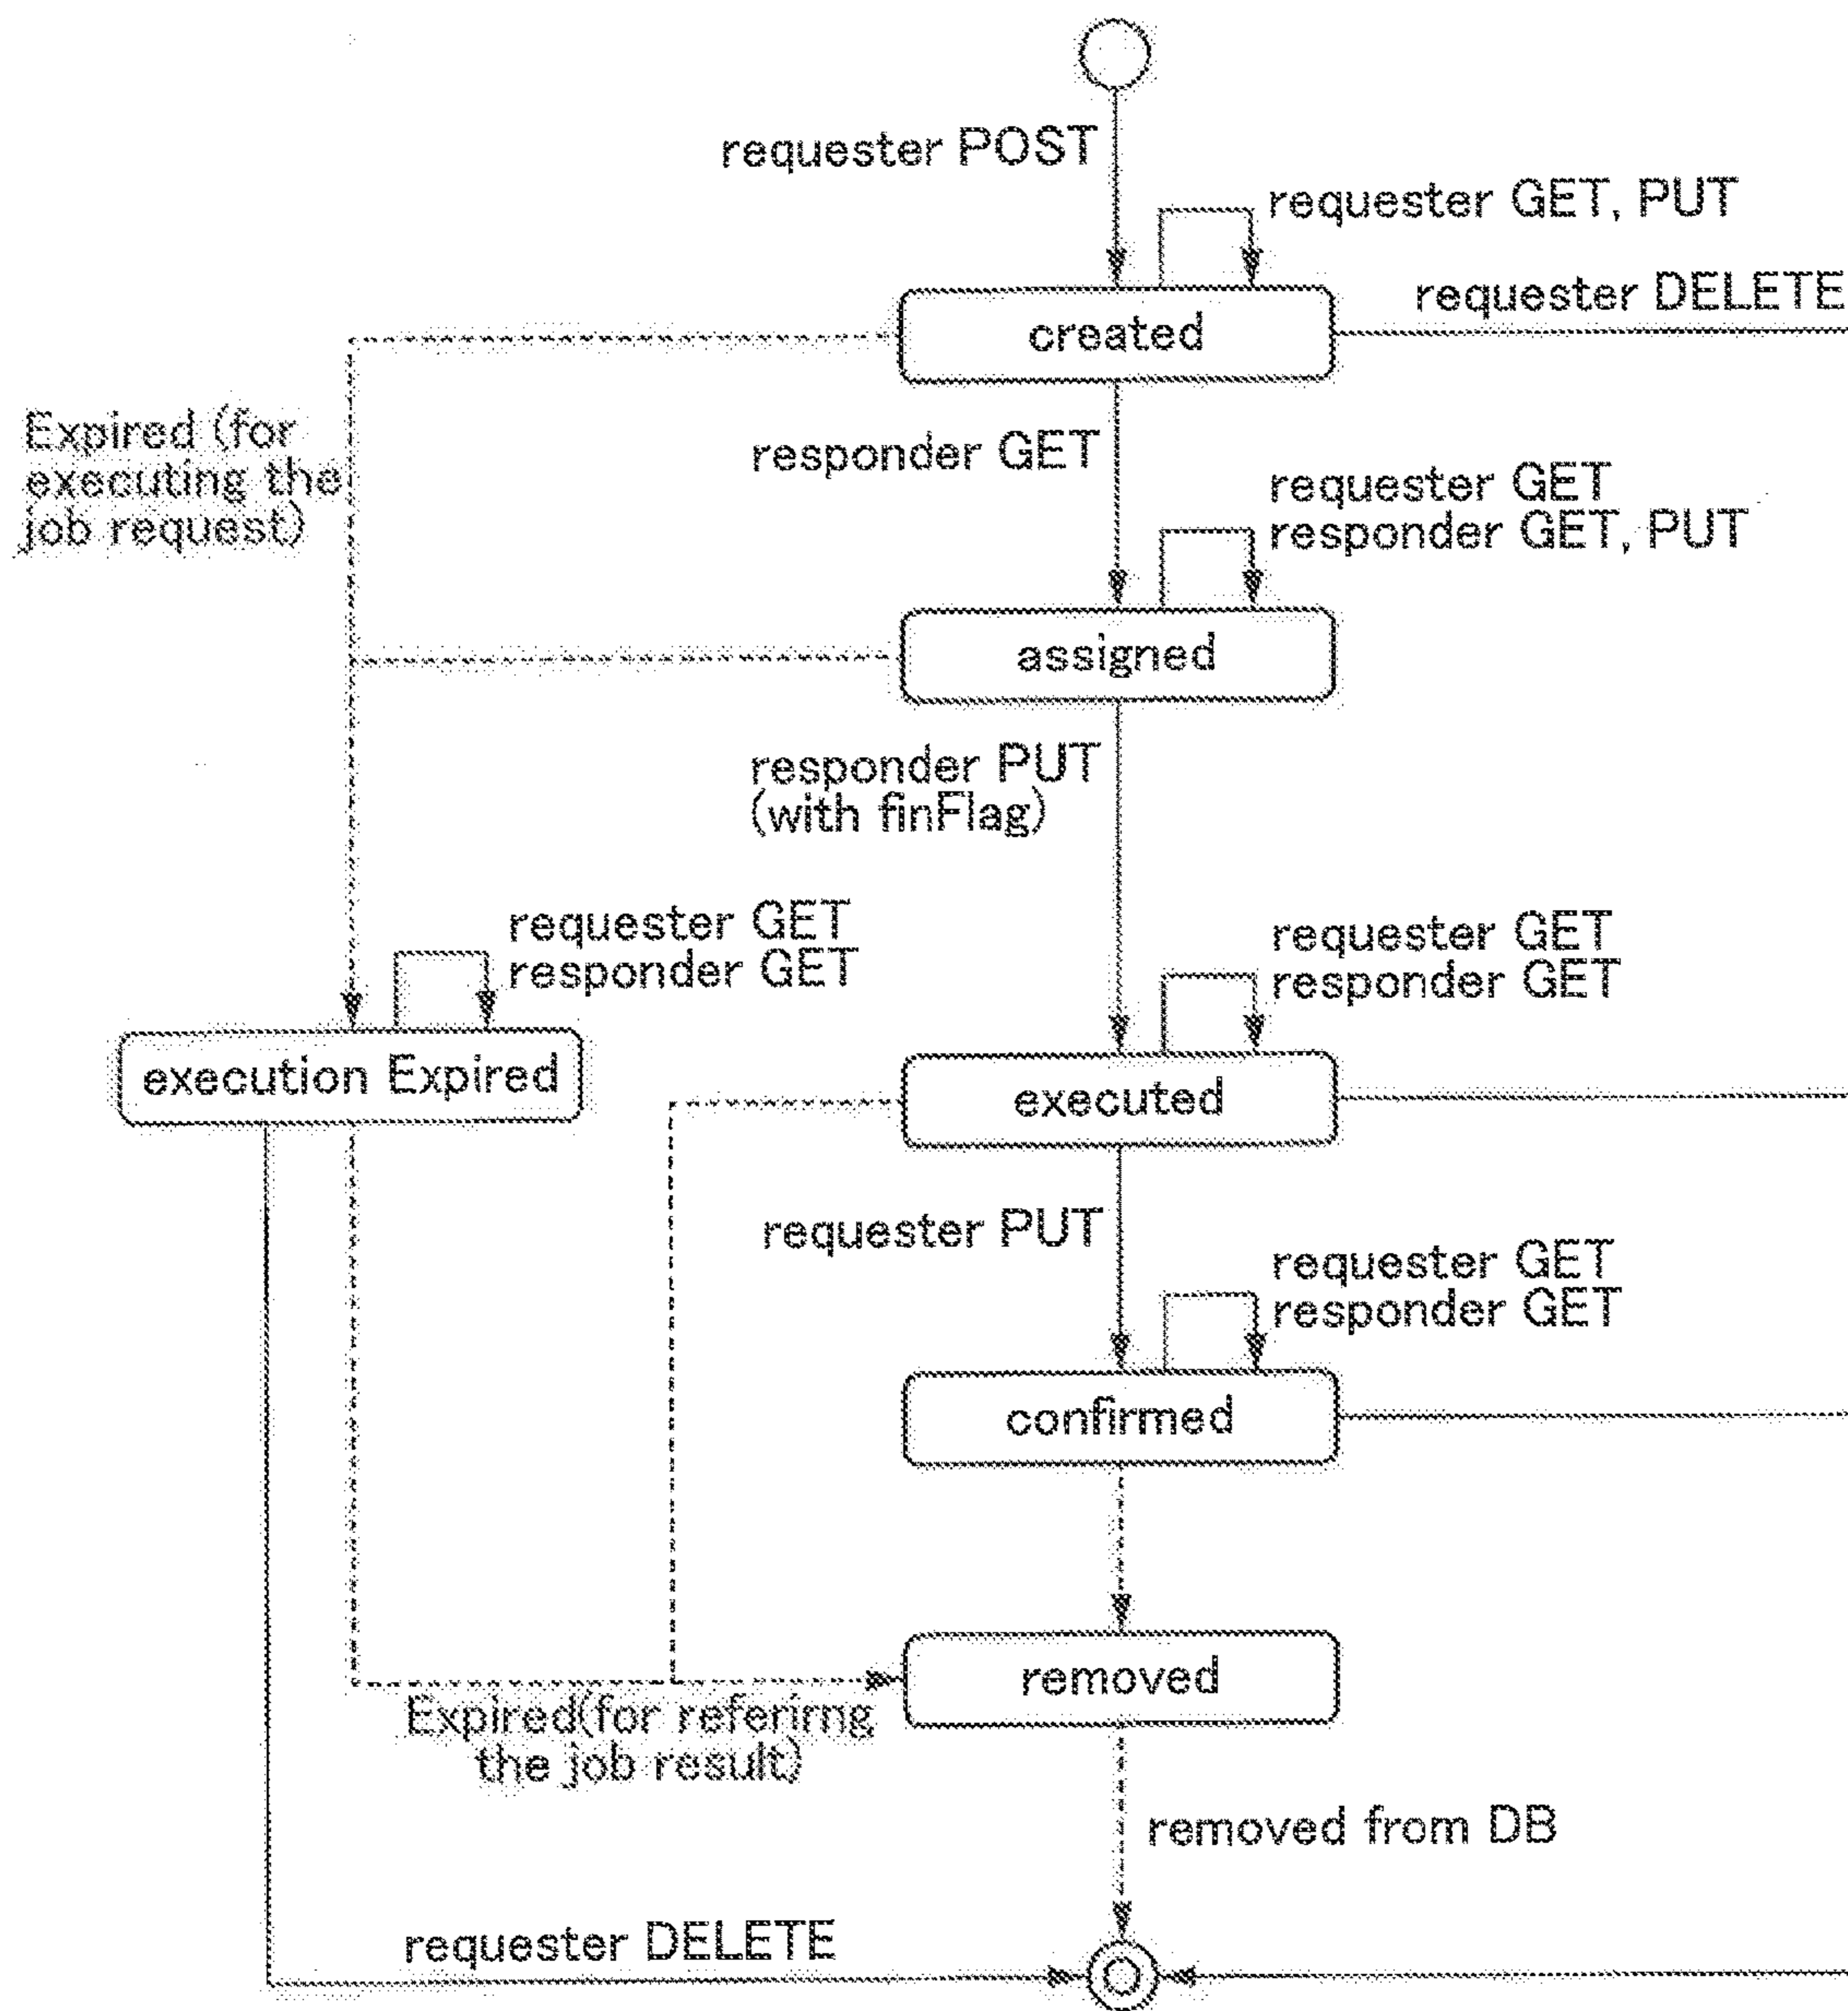 requester POST
requester GET, PUT
requester DELETE
created
Expired (for
executing the
job request)
responder GET
requester GET
responder GET, PUT
assigned
responder PUT
(with finFlag)
requester GET
responder GET
requester GET
responder GET
execution Expired
executed
requester PUT
requester GET
responder GET
confirmed
removed
Expired(for referirng
the job result)
removed from DB
requester DELETE